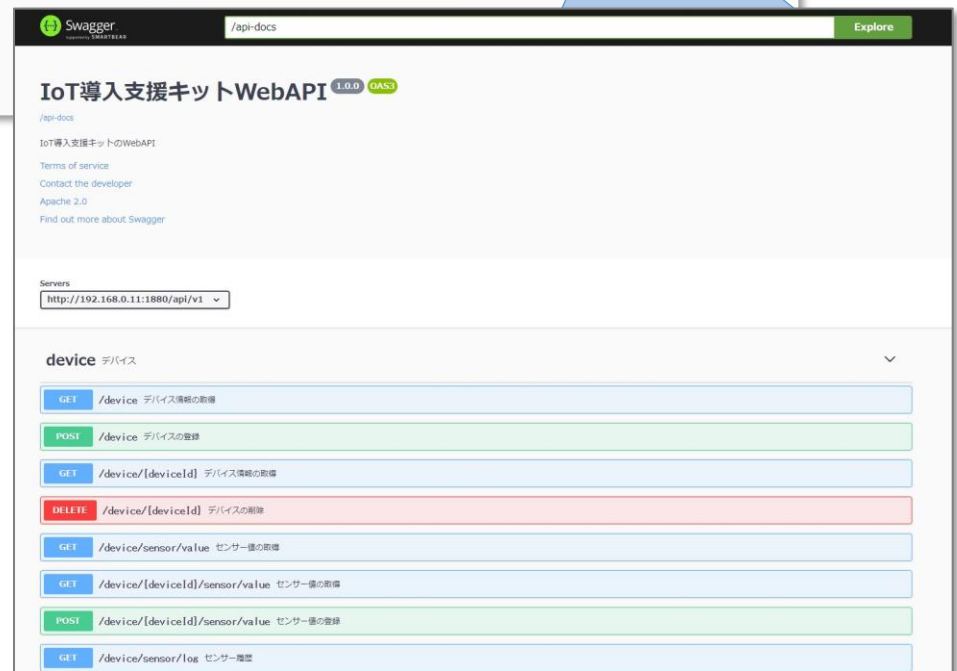 Swagger
Supported by SMARTBEAR
/api-docs
Explore
IoT導入支援キットWebAPI 1.0.0 OAS3
/api-docs
IoT導入支援キットのWebAPI
Terms of service
Contact the developer
Apache 2.0
Find out more about Swagger
Servers
http://192.168.0.11:1880/api/v1
device デバイス
GET /device デバイス情報の取得
POST /device デバイスの登録
GET /device/{deviceId} デバイス情報の取得
DELETE /device/{deviceId} デバイスの削除
GET /device/sensor/value センサー値の取得
GET /device/{deviceId}/sensor/value センサー値の取得
POST /device/{deviceId}/sensor/value センサー値の登録
GET /device/sensor/log センサー履歴